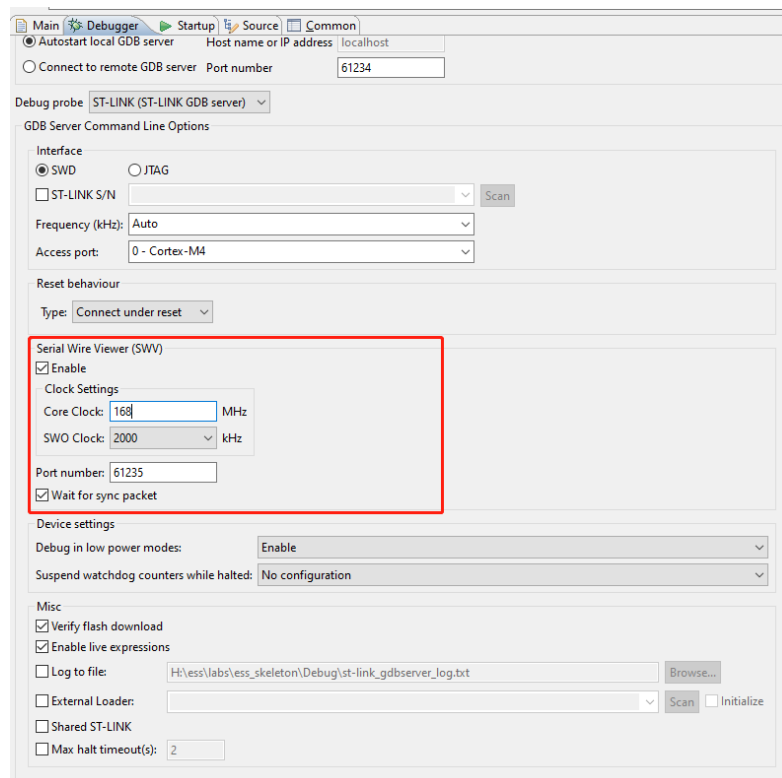 Main Debugger Startup Source Common
Autostart local GDB server Host name or IP address localhost
Connect to remote GDB server Port number 61234
Debug probe ST-LINK (ST-LINK GDB server)
GDB Server Command Line Options
Interface
SWD JTAG
ST-LINK S/N Scan
Frequency (kHz): Auto
Access port: 0 - Cortex-M4
Reset behaviour
Type: Connect under reset
Serial Wire Viewer (SWV)
Enable
Clock Settings
Core Clock: 168 MHz
SWO Clock: 2000 kHz
Port number: 61235
Wait for sync packet
Device settings
Debug in low power modes: Enable
Suspend watchdog counters while halted: No configuration
Misc
Verify flash download
Enable live expressions
Log to file: H:\ess\labs\ess_skeleton\Debug\st-link_gdbserver_log.txt Browse...
External Loader: Scan Initialize
Shared ST-LINK
Max halt timeout(s): 2